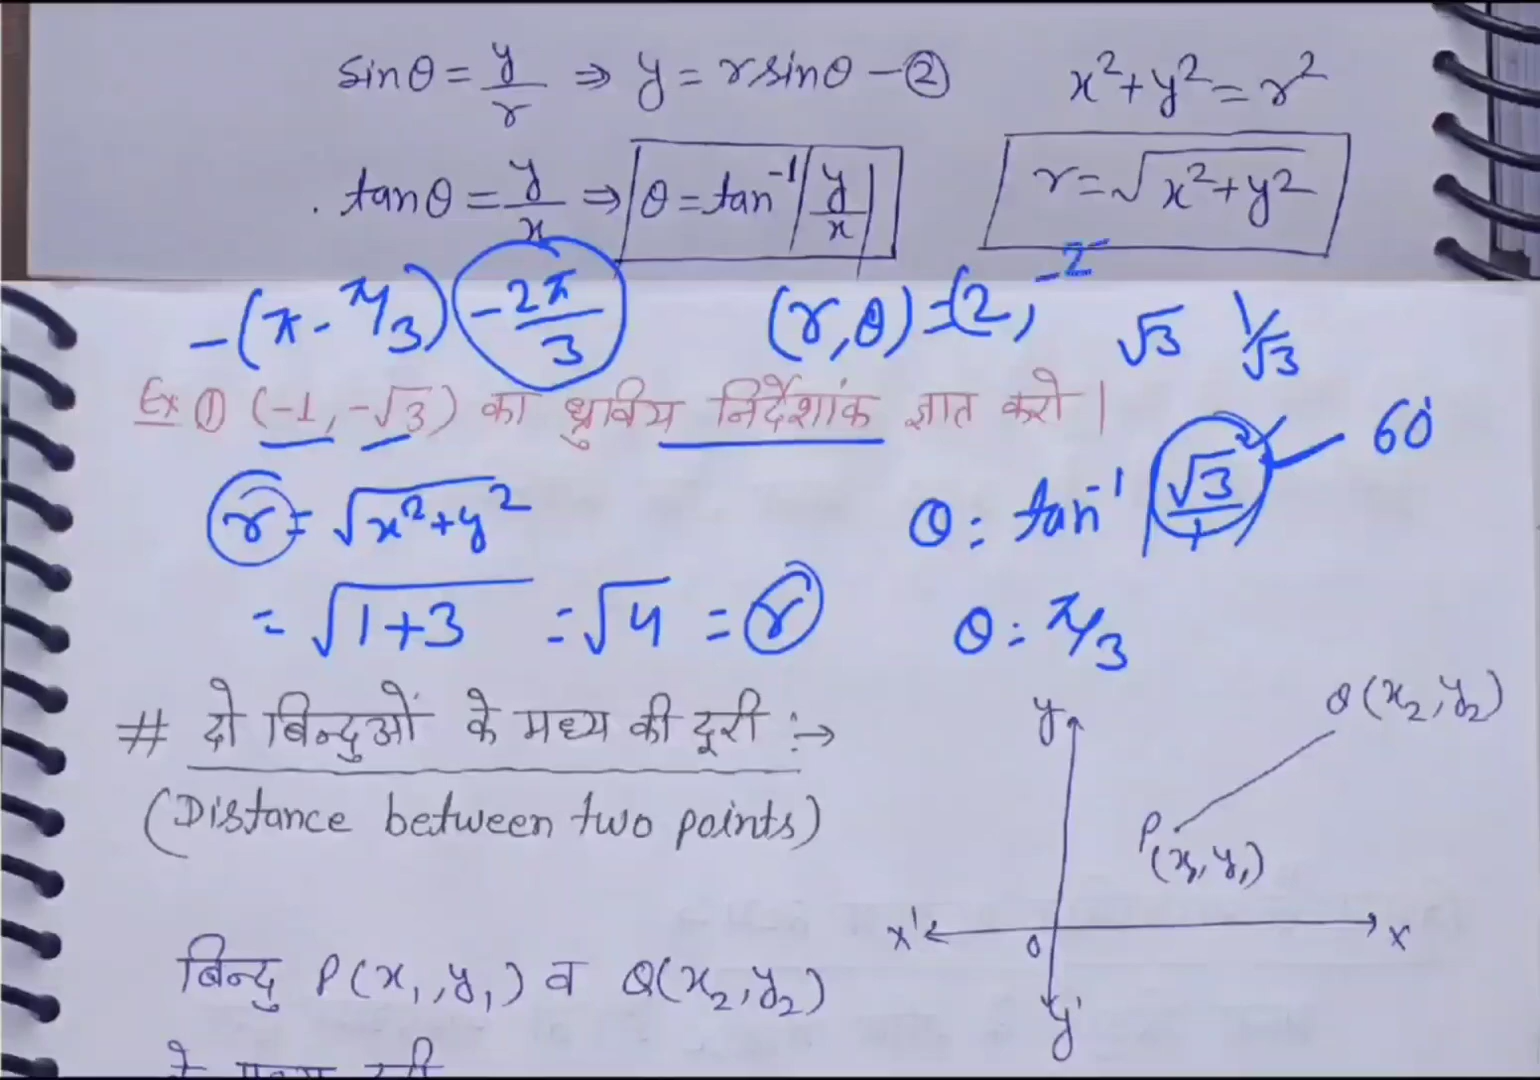 sinθ = y/r ⇒ y = r sinθ – ② x²+y² = r²
tanθ = y/x ⇒ θ = tan⁻¹|y/x| r = √x²+y²
-(π - π/3) -2π/3 (r, θ) = (2, -2 √3 1/√3
Ex ① (-1, -√3) का ध्रुविय निर्देशांक ज्ञात करो |
r = √x²+y² θ = tan⁻¹ |√3/1| 60°
= √1+3 = √4 = r θ = π/3
# दो बिन्दुओं के मध्य की दूरी :→
(Distance between two points)
y Q(x₂, y₂)
P(x₁, y₁)
x' 0 x
y'
बिन्दु P(x₁, y₁) व Q(x₂, y₂)